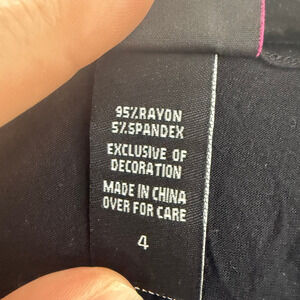 95%RAYON
5%SPANDEX
EXCLUSIVE OF
DECORATION
MADE IN CHINA
OVER FOR CARE
4